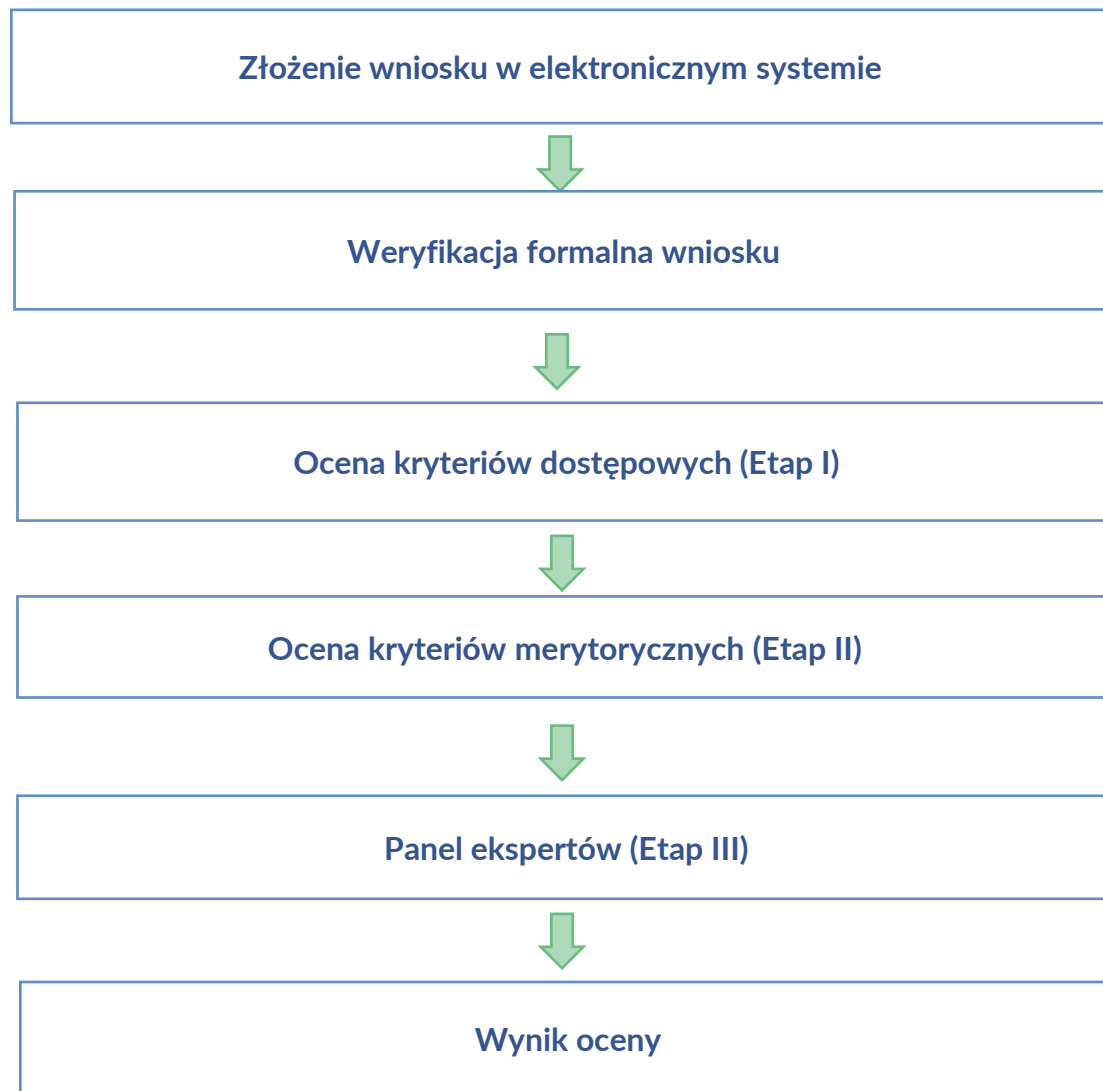 Złożenie wniosku w elektronicznym systemie
Weryfikacja formalna wniosku
Ocena kryteriów dostępowych (Etap I)
Ocena kryteriów merytorycznych (Etap II)
Panel ekspertów (Etap III)
Wynik oceny